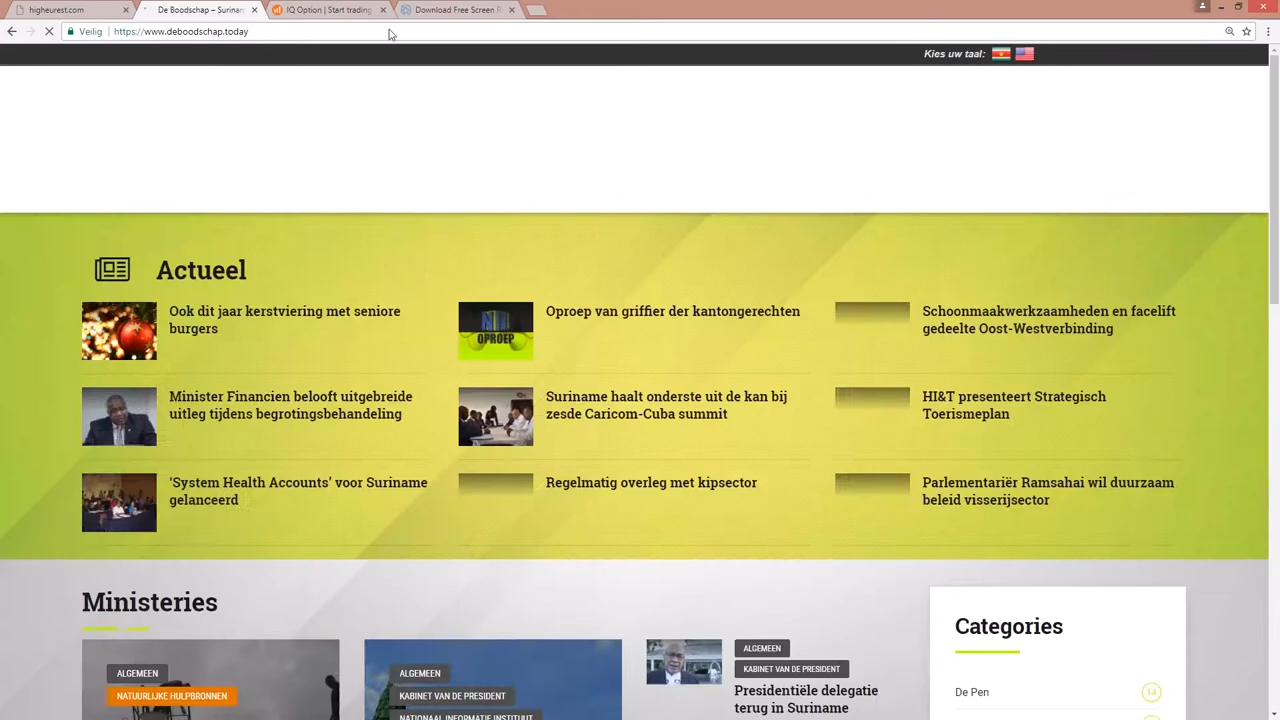 higheurest.com
De Boodschap – Surinam
IQ Option | Start trading
Download Free Screen R
Veilig
https://www.deboodschap.today
Kies uw taal:
Actueel
Ook dit jaar kerstviering met seniore
burgers
OPROEP
Oproep van griffier der kantongerechten
Schoonmaakwerkzaamheden en facelift
gedeelte Oost-Westverbinding
Minister Financien belooft uitgebreide
uitleg tijdens begrotingsbehandeling
Suriname haalt onderste uit de kan bij
zesde Caricom-Cuba summit
HI&T presenteert Strategisch
Toerismeplan
‘System Health Accounts’ voor Suriname
gelanceerd
Regelmatig overleg met kipsector
Parlementariër Ramsahai wil duurzaam
beleid visserijsector
Ministeries
ALGEMEEN
NATUURLIJKE HULPBRONNEN
ALGEMEEN
KABINET VAN DE PRESIDENT
NATIONAAL INFORMATIE INSTITUUT
ALGEMEEN
KABINET VAN DE PRESIDENT
Presidentiële delegatie
terug in Suriname
Categories
De Pen
14